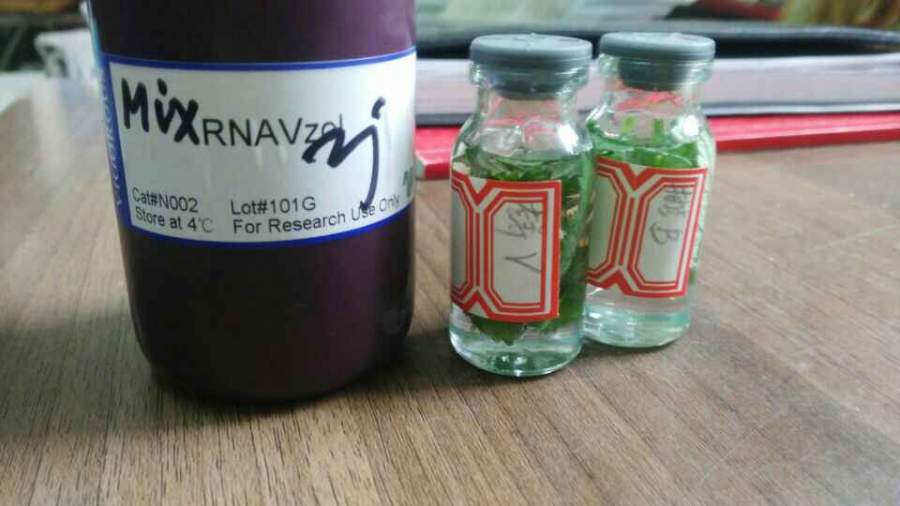 Mix RNAVzol
Cat#N002 Lot#101G
Store at 4℃ For Research Use Only
V
B